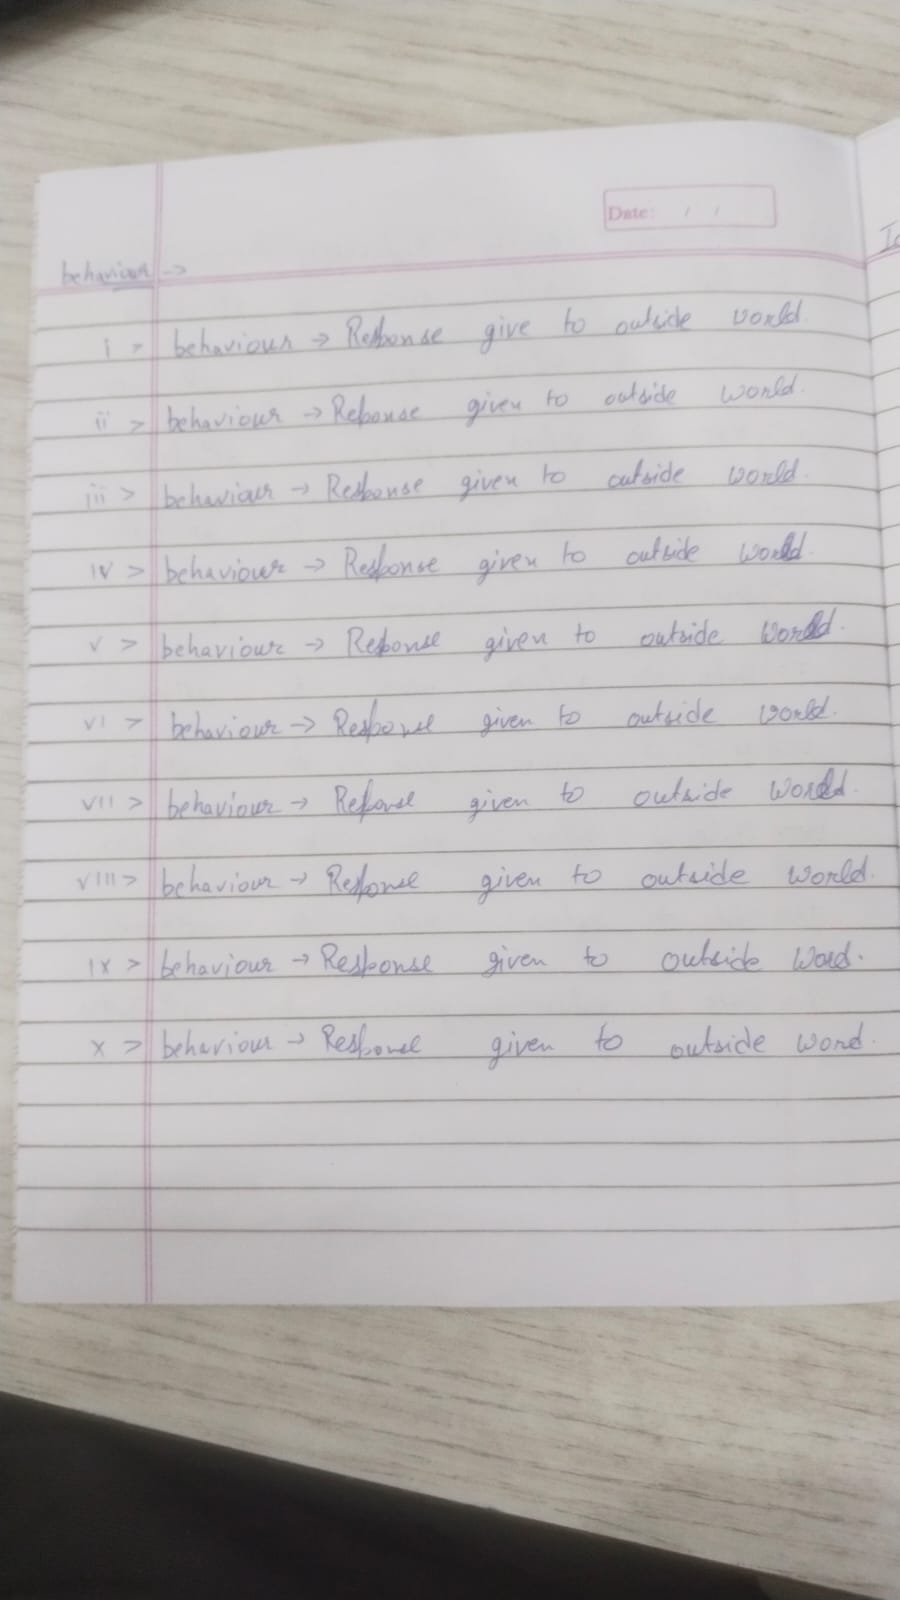 Date: / /
behaviour ->
i > behaviour → Response give to outside world.
ii > behaviour → Reponse given to outside world.
iii > behaviour → Response given to outside world.
iv > behaviour → Response given to outside world.
v > behaviour → Reponse given to outside world.
vi > behaviour → Response given to outside world.
vii > behaviour → Reponse given to outside world.
viii > behaviour → Response given to outside world.
ix > behaviour → Response given to outside word.
x > behaviour → Response given to outside word.